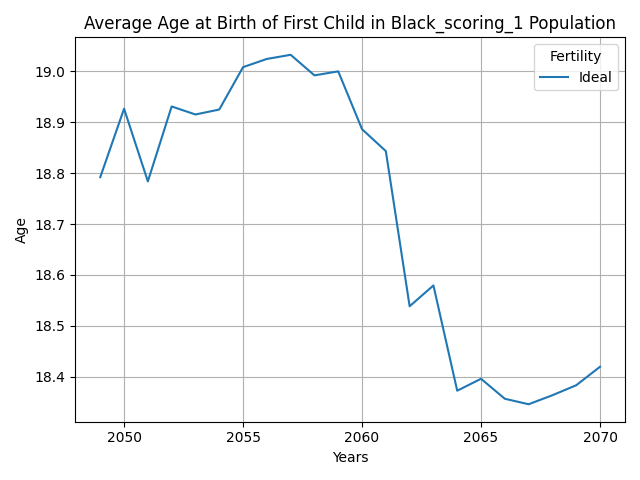 Average Age at Birth of First Child in Black_scoring_1 Population
Fertility
Ideal
19.0
18.9
18.8
18.7
18.6
18.5
18.4
Age
2050 2055 2060 2065 2070
Years